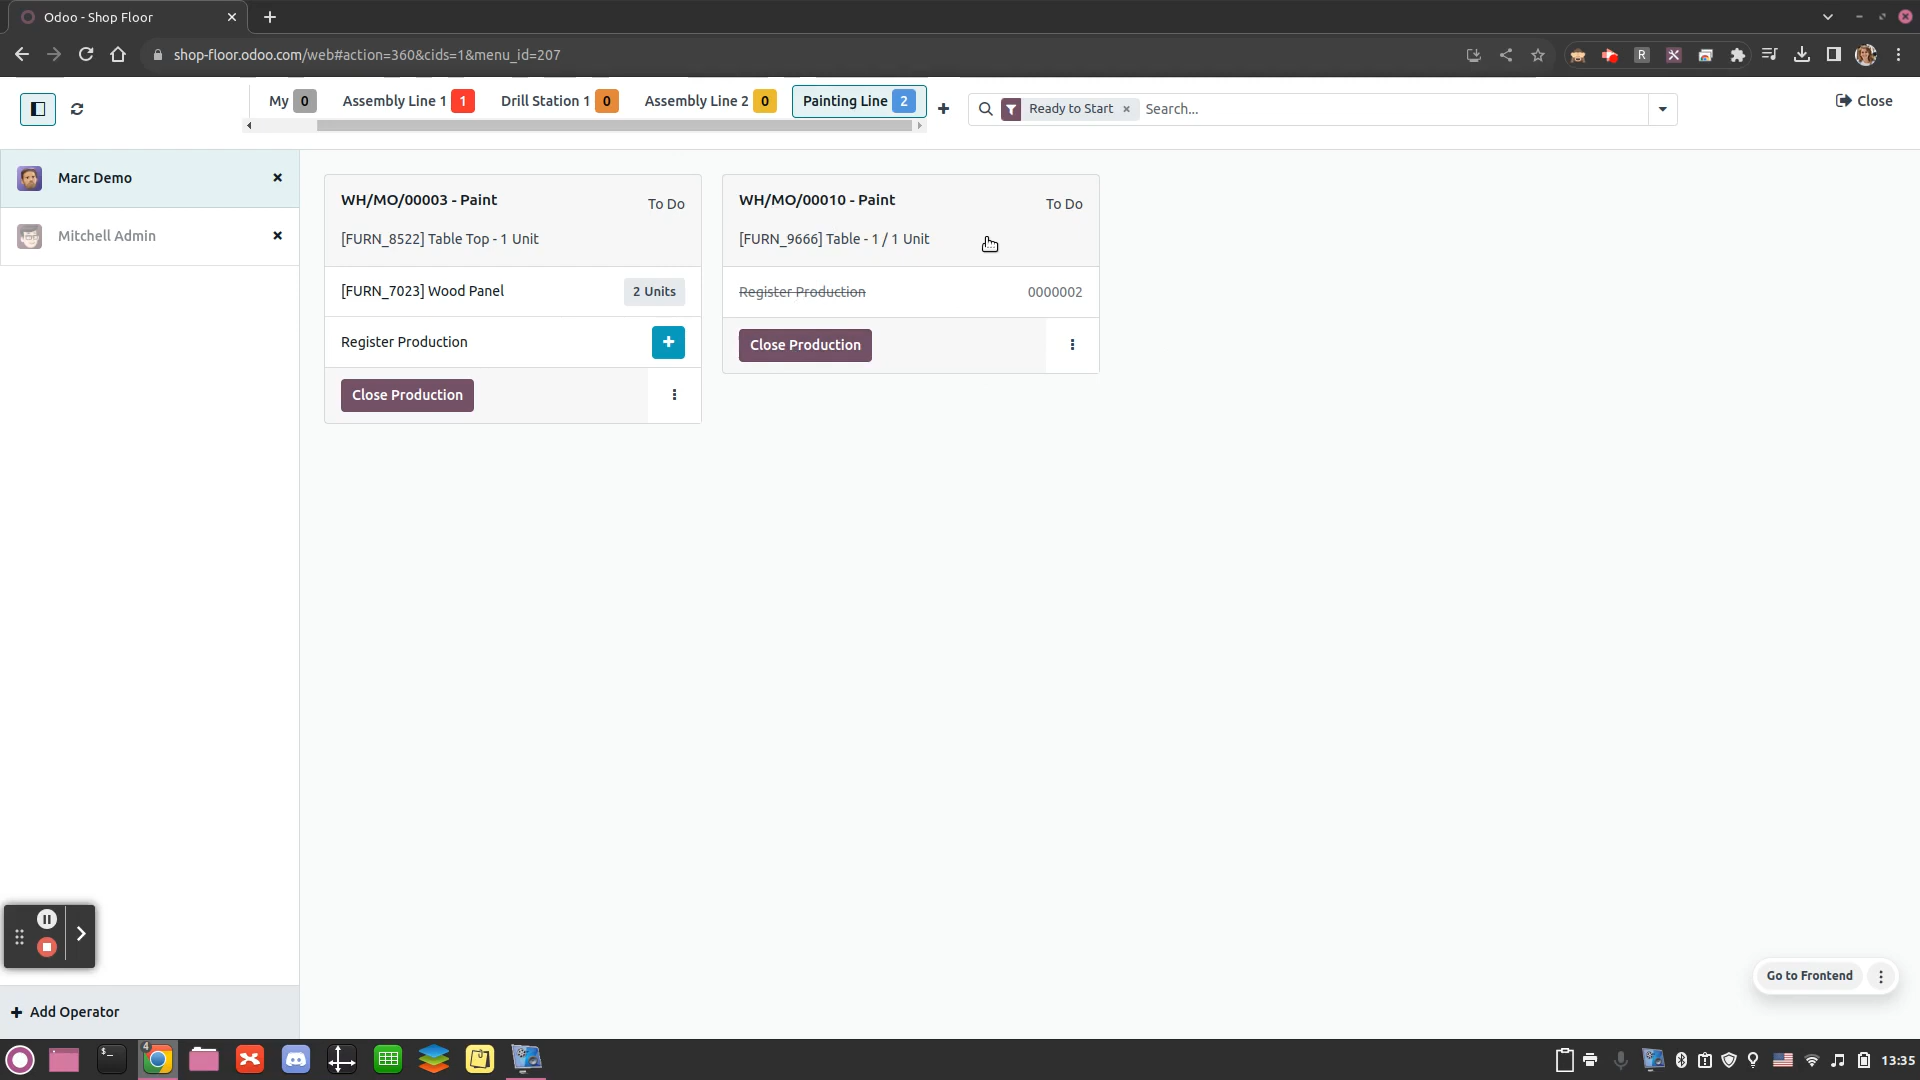 Odoo - Shop Floor
shop-floor.odoo.com/web#action=360&cids=1&menu_id=207
R
My 0 Assembly Line 1 1 Drill Station 1 0 Assembly Line 2 0 Painting Line 2
Ready to Start × Search...
Close
Marc Demo
Mitchell Admin
WH/MO/00003 - Paint To Do
[FURN_8522] Table Top - 1 Unit
[FURN_7023] Wood Panel 2 Units
Register Production +
Close Production
WH/MO/00010 - Paint To Do
[FURN_9666] Table - 1 / 1 Unit
Register Production 0000002
Close Production
Go to Frontend
+ Add Operator
4
13:35